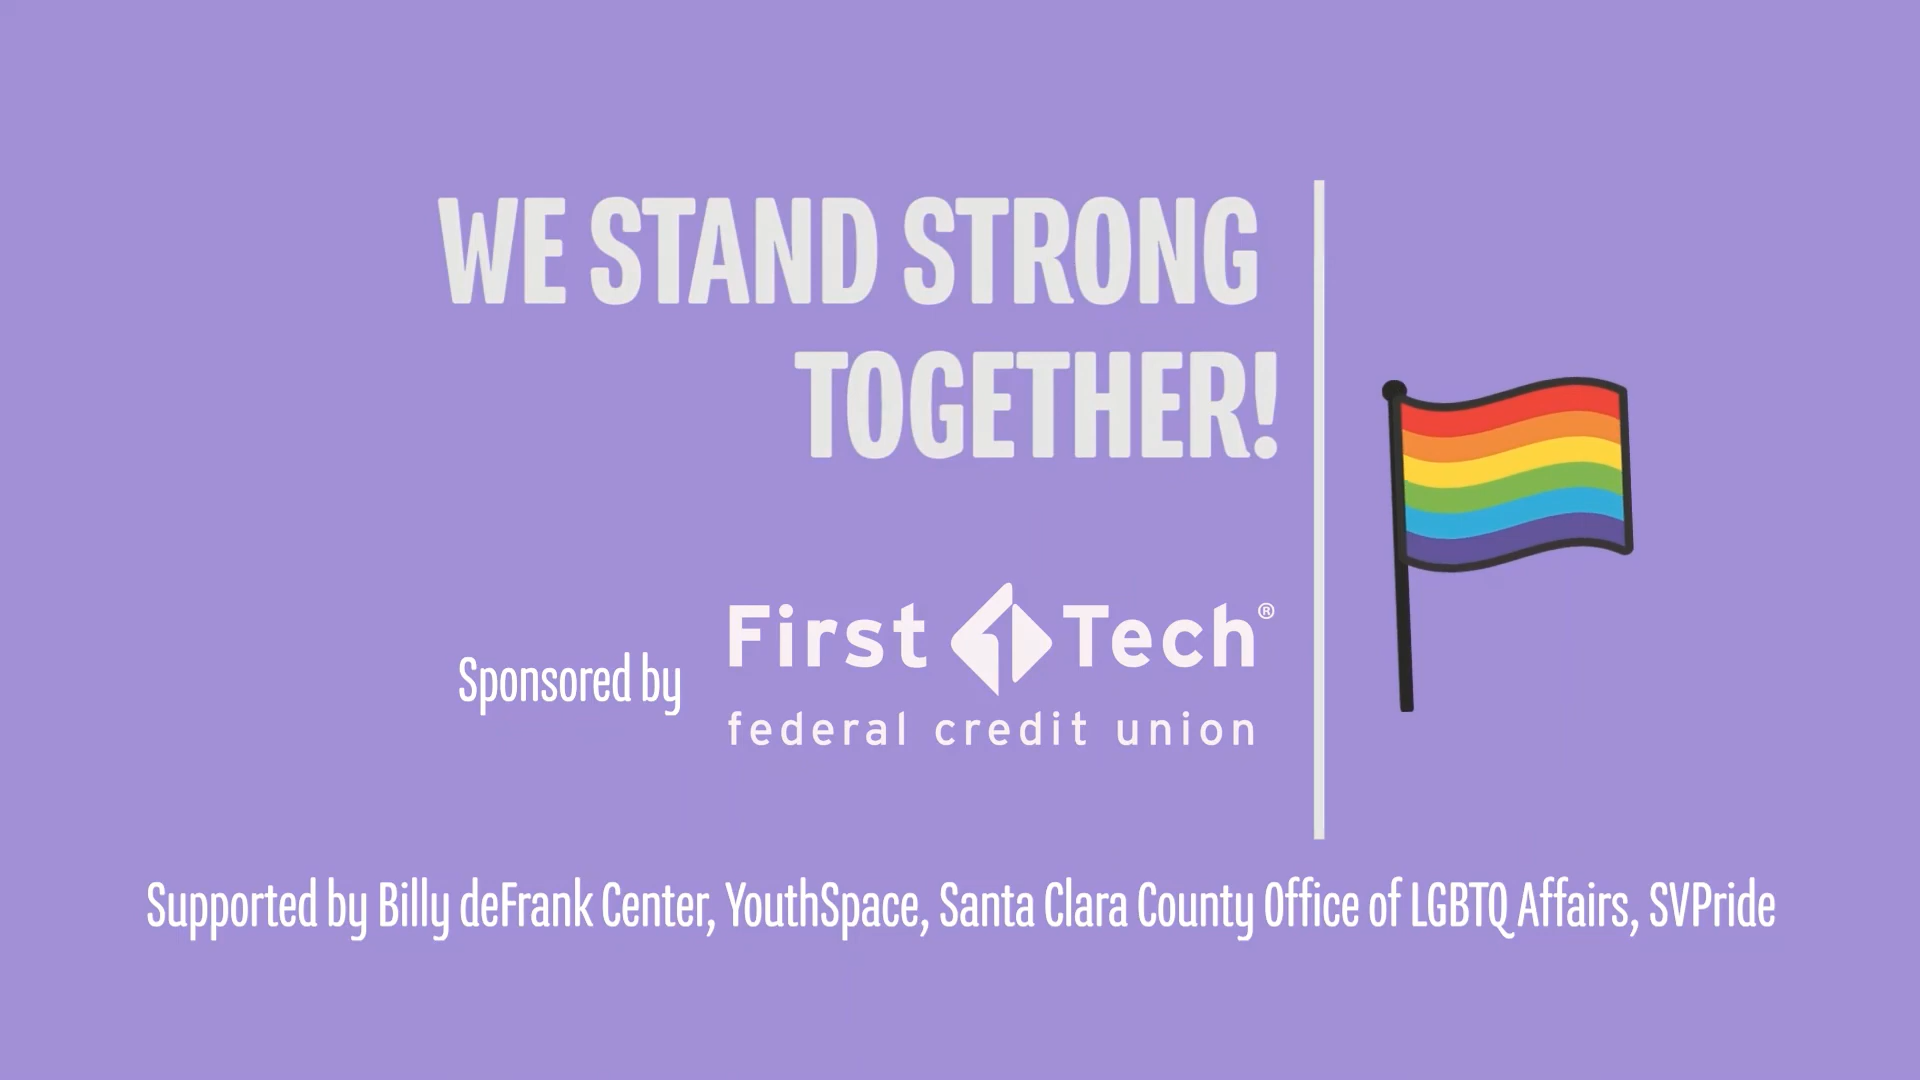 WE STAND STRONG
TOGETHER!
Sponsored by
First Tech®
federal credit union
Supported by Billy deFrank Center, YouthSpace, Santa Clara County Office of LGBTQ Affairs, SVPride